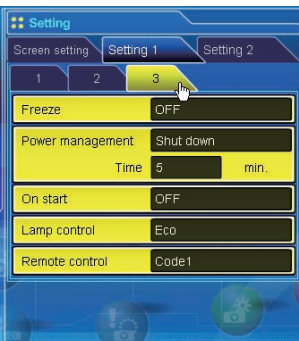 Setting
Screen setting Setting 1 Setting 2
1 2 3
Freeze OFF
Power management Shut down
Time 5 min.
On start OFF
Lamp control Eco
Remote control Code1